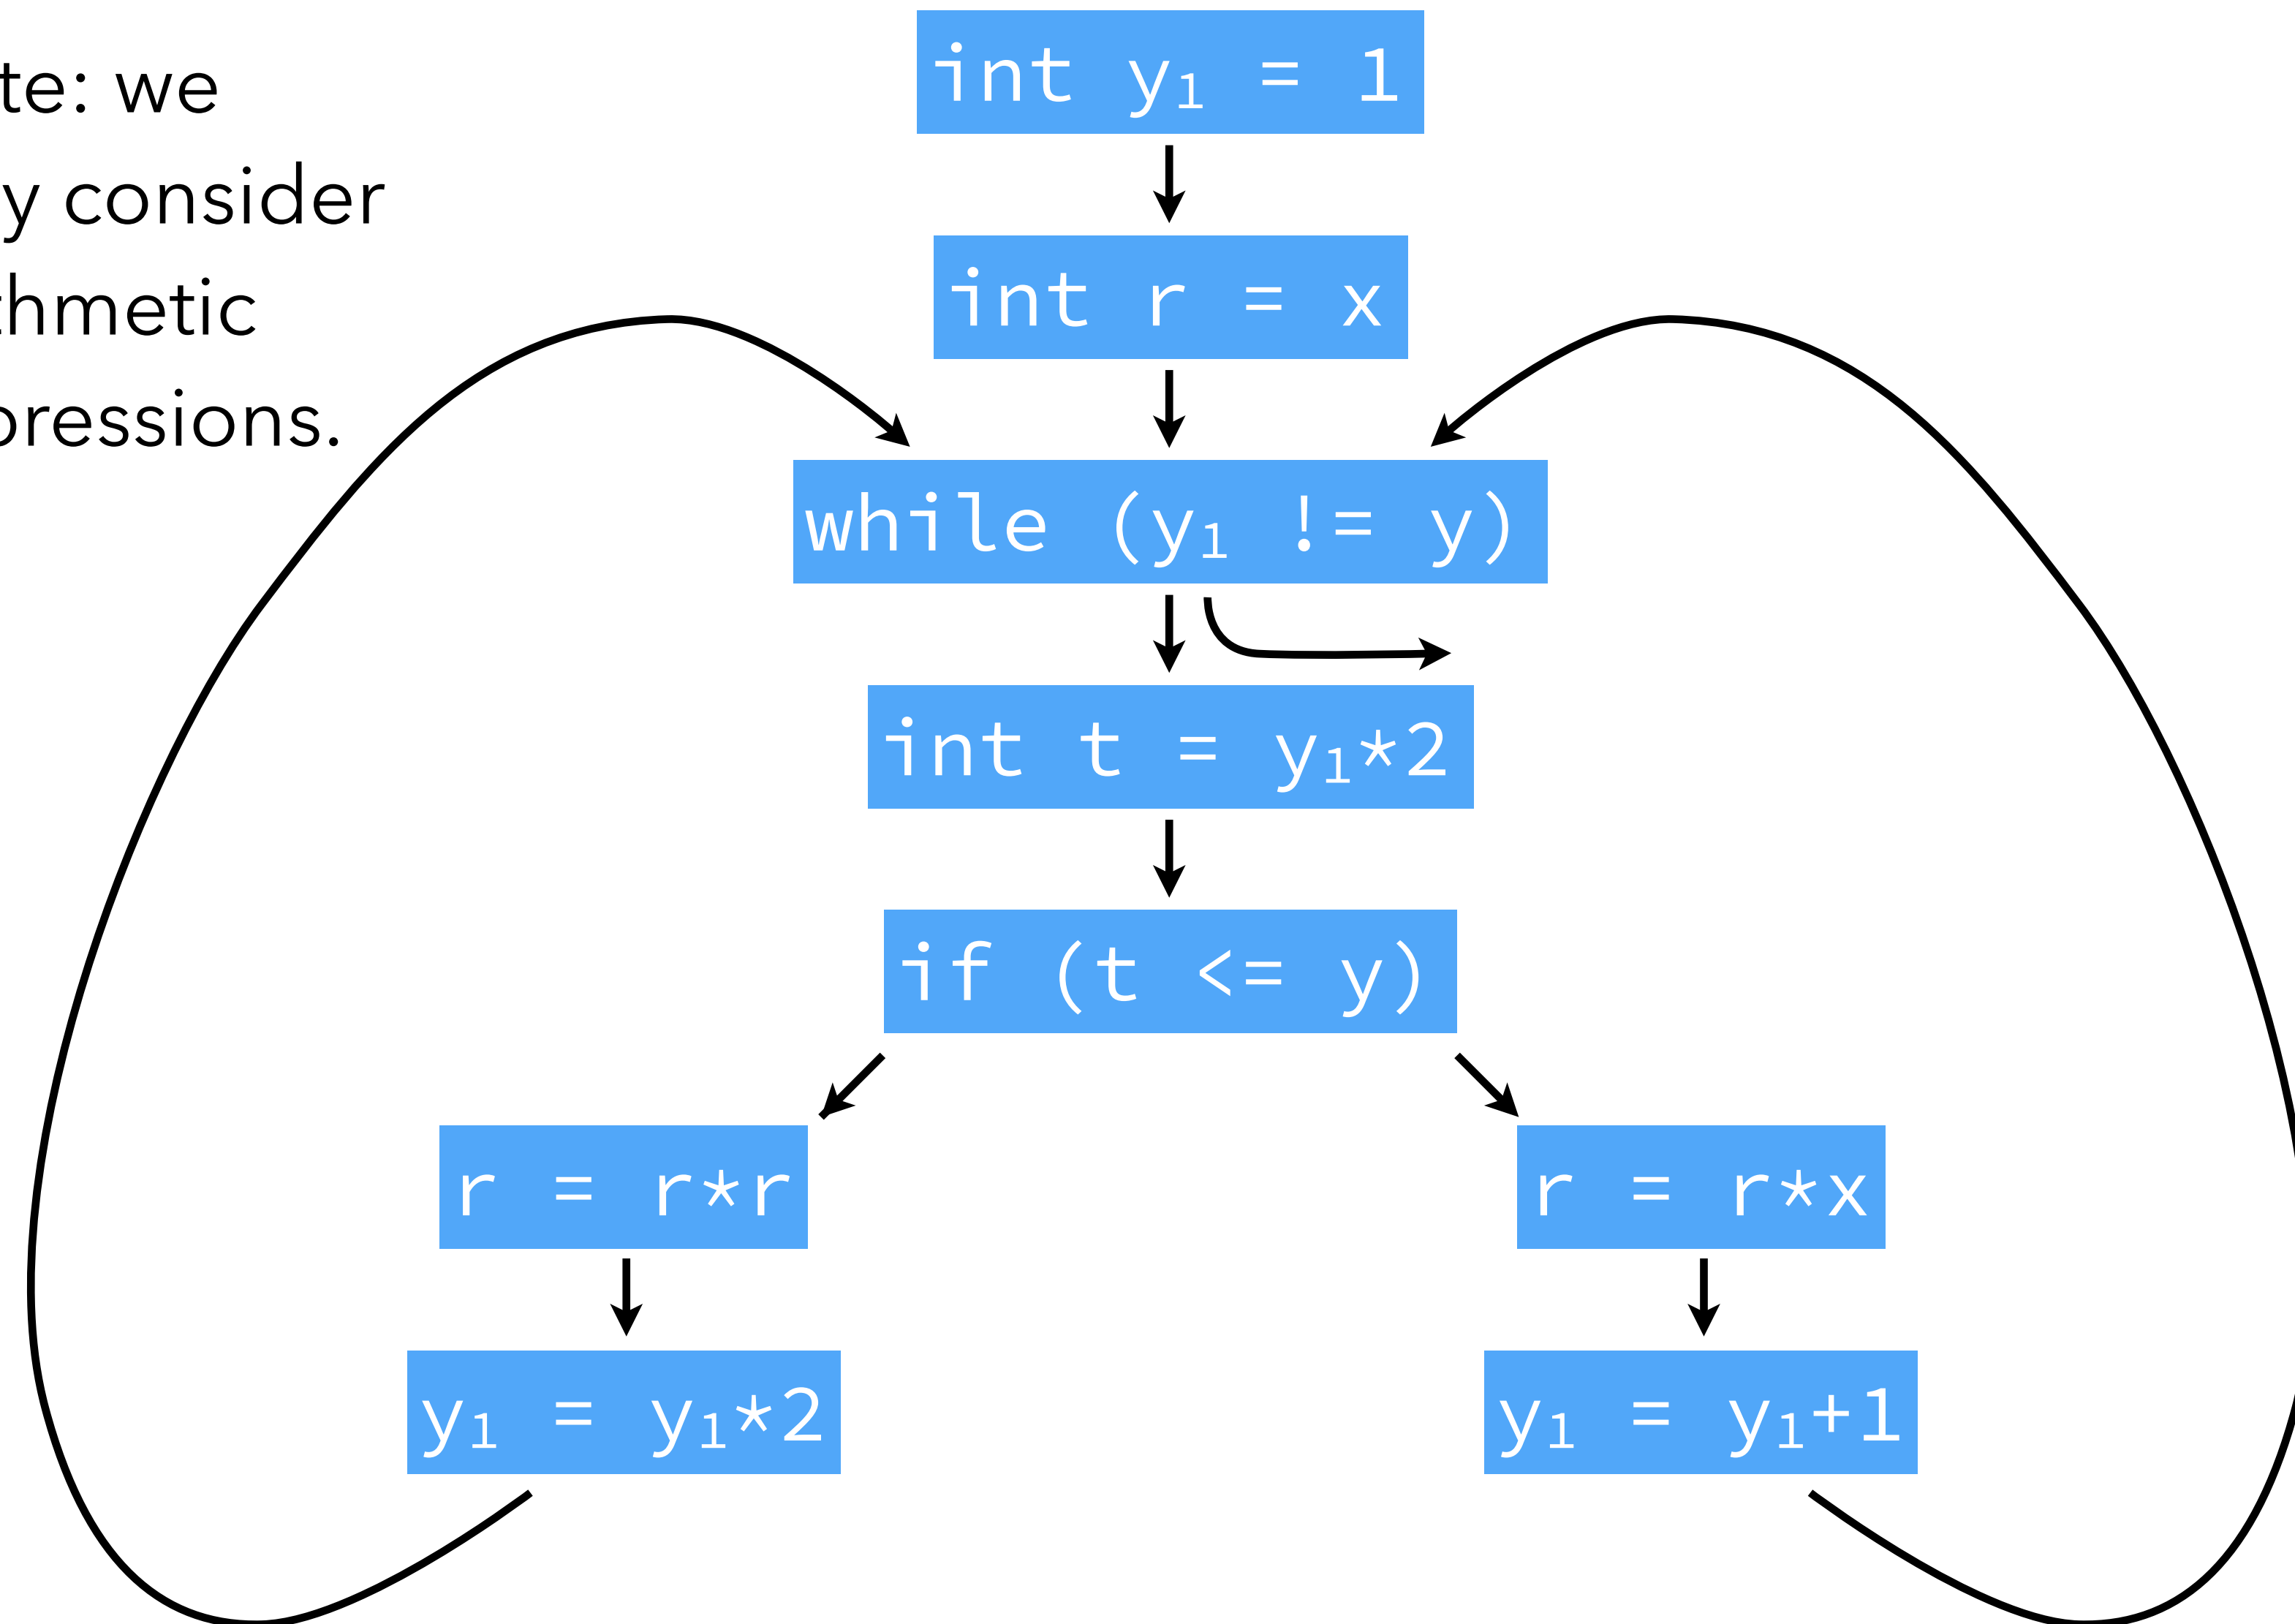 te: we
y consider
hmetic
ressions.
int y₁ = 1
int r = x
while (y₁ != y)
int t = y₁*2
if (t <= y)
r = r*r
r = r*x
y₁ = y₁*2
y₁ = y₁+1